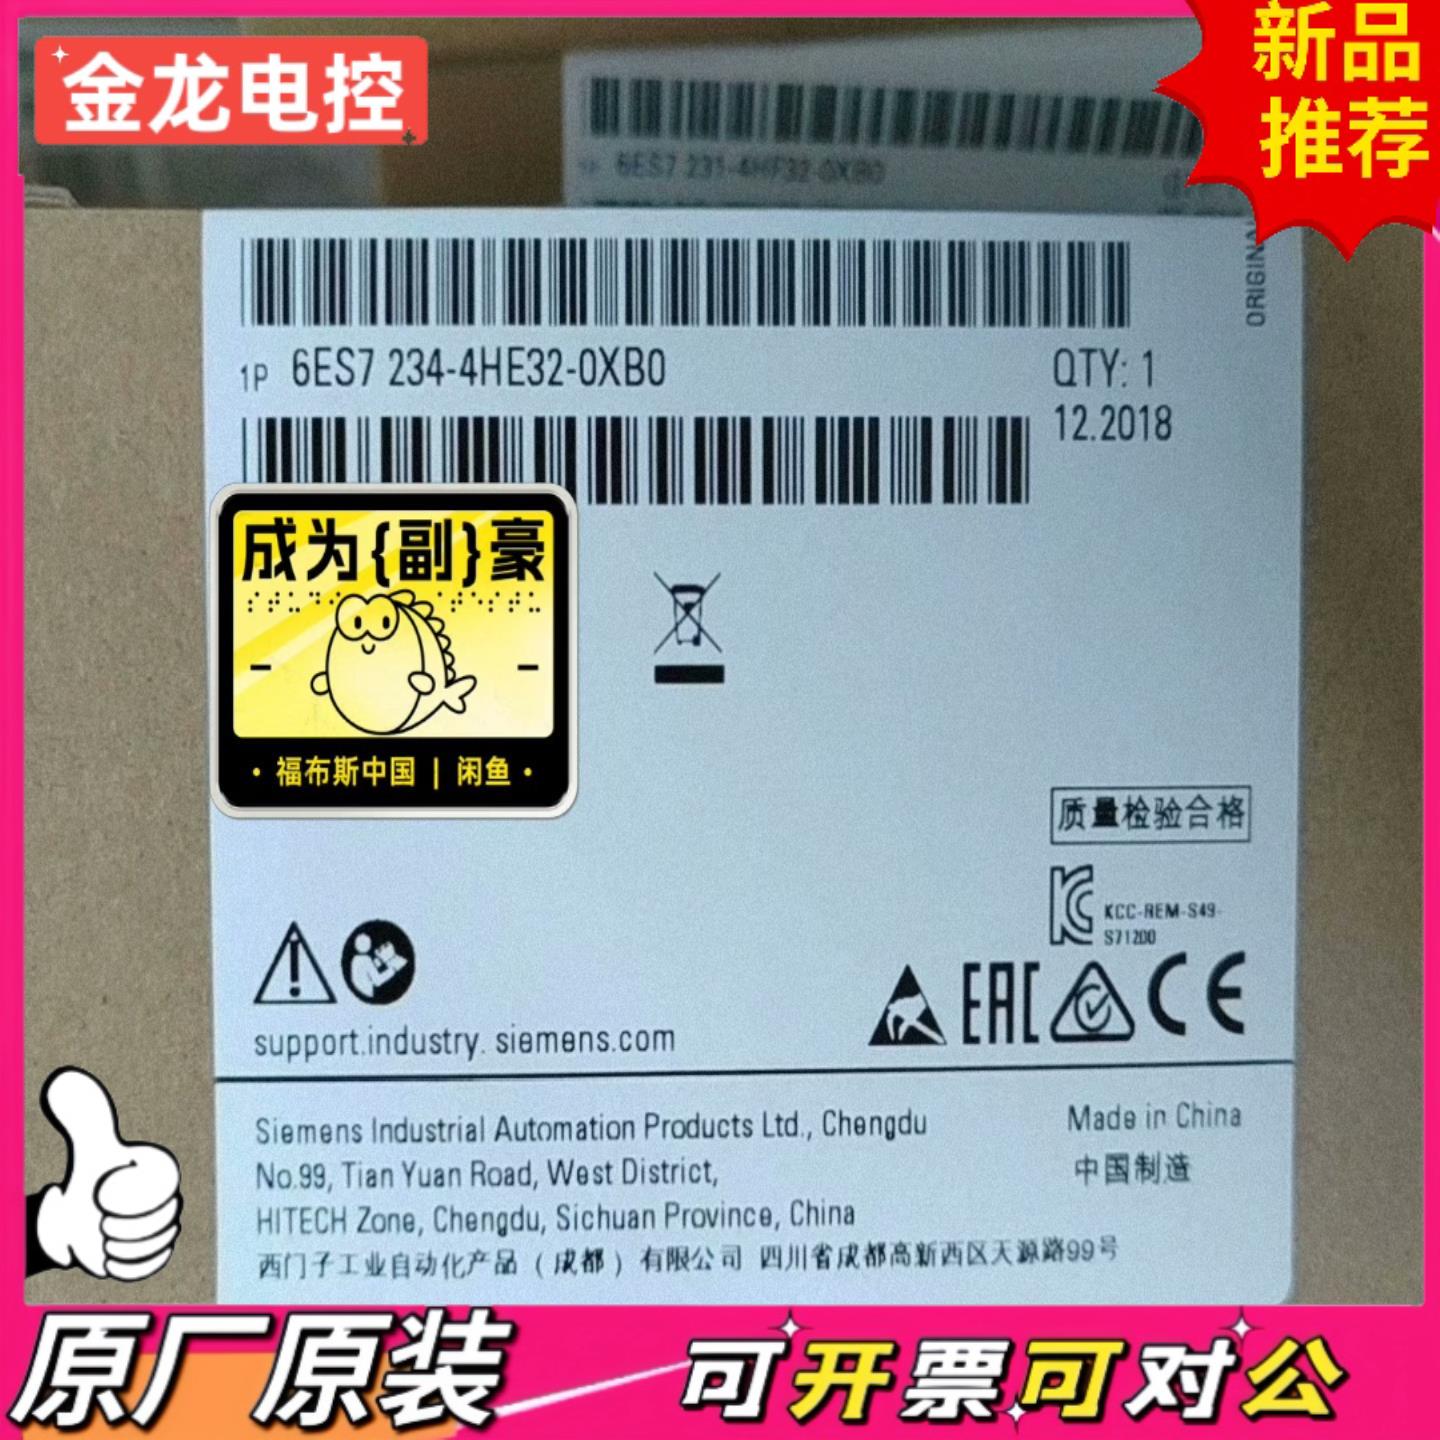 金龙电控
新品
推荐
6ES7 231-4HF32-0XB0
ORIGINA
1P 6ES7 234-4HE32-0XB0
QTY: 1
12.2018
成为{副}豪
·福布斯中国 | 闲鱼·
质量检验合格
KCC-REM-S49-
S71200
EAC
CE
support.industry. siemens.com
Siemens Industrial Automation Products Ltd., Chengdu
No.99, Tian Yuan Road, West District,
HITECH Zone, Chengdu, Sichuan Province, China
西门子工业自动化产品（成都）有限公司 四川省成都高新西区天源路99号
Made in China
中国制造
原厂原装
可开票可对公